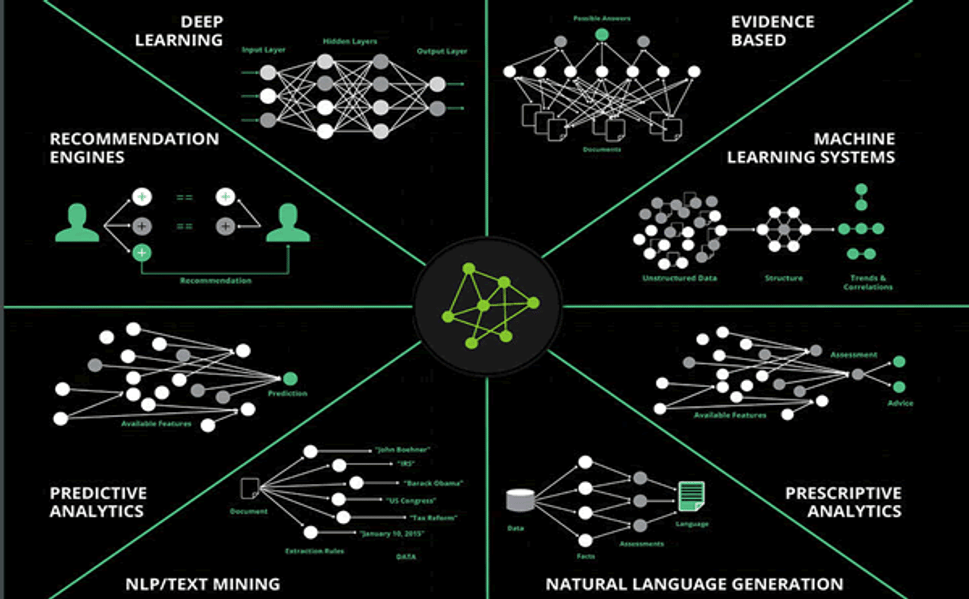 DEEP
LEARNING
Input Layer
Hidden Layers
Output Layer
Possible Answers
Documents
EVIDENCE
BASED
RECOMMENDATION
ENGINES
Recommendation
MACHINE
LEARNING SYSTEMS
Unstructured Data
Structure
Trends &
Correlations
Prediction
Available Features
PREDICTIVE
ANALYTICS
Assessment
Advice
Available Features
PRESCRIPTIVE
ANALYTICS
Document
"John Boehner"
"IRS"
"Barack Obama"
"US Congress"
"Tax Reform"
"January 10, 2015"
Extraction Rules
DATA
NLP/TEXT MINING
Data
Facts
Assessments
Language
NATURAL LANGUAGE GENERATION